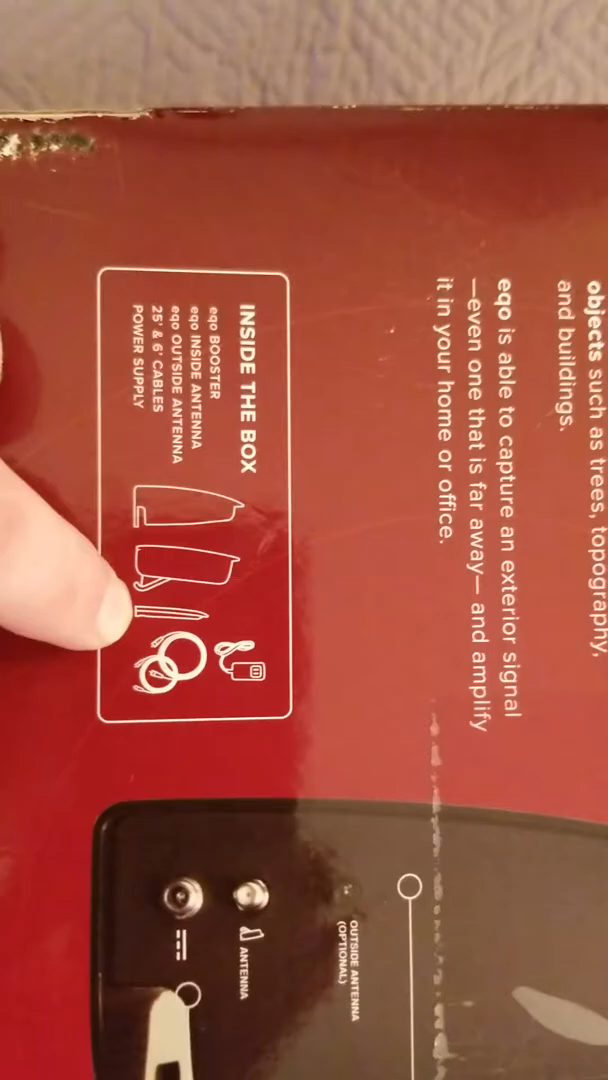 objects such as trees, topography,
and buildings.
eqo is able to capture an exterior signal
—even one that is far away— and amplify
it in your home or office.
INSIDE THE BOX
eqo BOOSTER
eqo INSIDE ANTENNA
eqo OUTSIDE ANTENNA
25' & 6' CABLES
POWER SUPPLY
OUTSIDE ANTENNA
(OPTIONAL)
ANTENNA